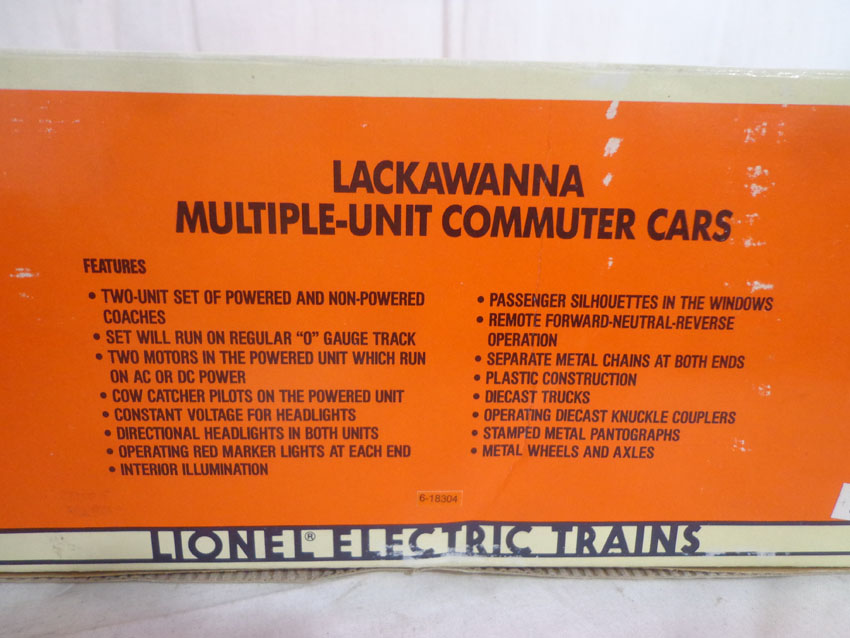 LACKAWANNA
MULTIPLE-UNIT COMMUTER CARS
FEATURES
• TWO-UNIT SET OF POWERED AND NON-POWERED
COACHES
• SET WILL RUN ON REGULAR "O" GAUGE TRACK
• TWO MOTORS IN THE POWERED UNIT WHICH RUN
ON AC OR DC POWER
• COW CATCHER PILOTS ON THE POWERED UNIT
• CONSTANT VOLTAGE FOR HEADLIGHTS
• DIRECTIONAL HEADLIGHTS IN BOTH UNITS
• OPERATING RED MARKER LIGHTS AT EACH END
• INTERIOR ILLUMINATION
• PASSENGER SILHOUETTES IN THE WINDOWS
• REMOTE FORWARD-NEUTRAL-REVERSE
OPERATION
• SEPARATE METAL CHAINS AT BOTH ENDS
• PLASTIC CONSTRUCTION
• DIECAST TRUCKS
• OPERATING DIECAST KNUCKLE COUPLERS
• STAMPED METAL PANTOGRAPHS
• METAL WHEELS AND AXLES
6-18304
LIONEL® ELECTRIC TRAINS